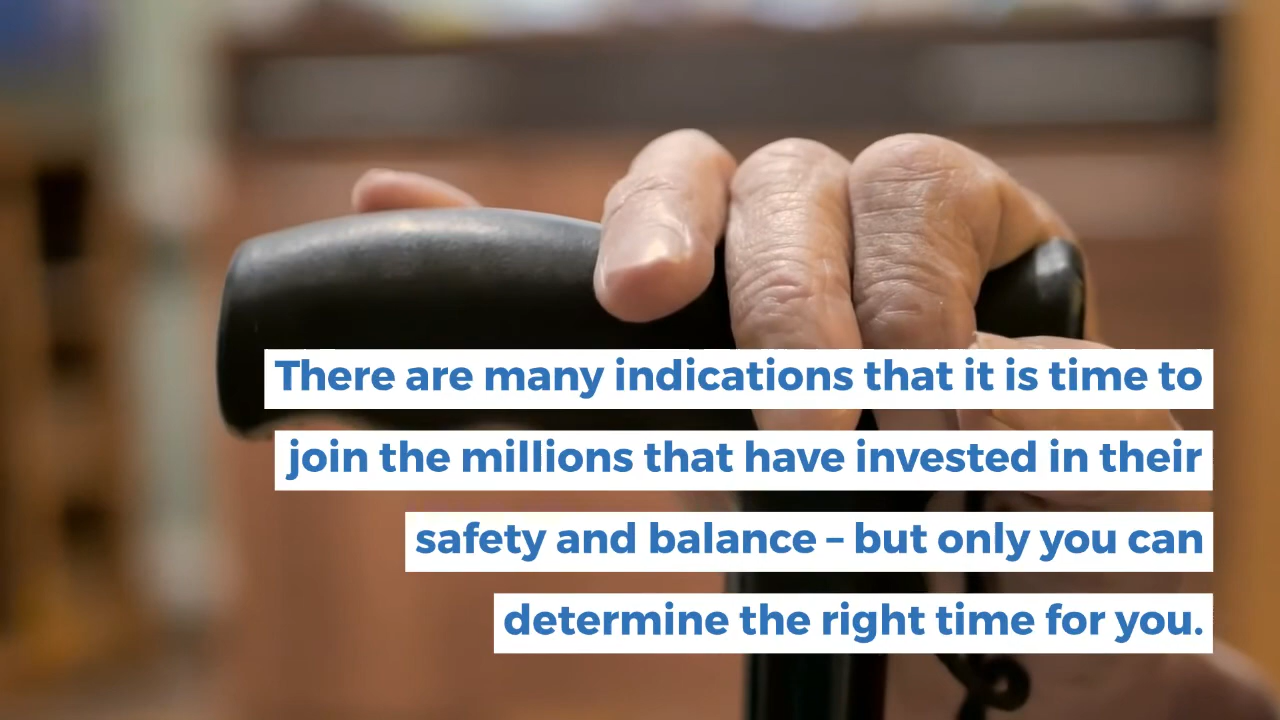 There are many indications that it is time to
join the millions that have invested in their
safety and balance – but only you can
determine the right time for you.